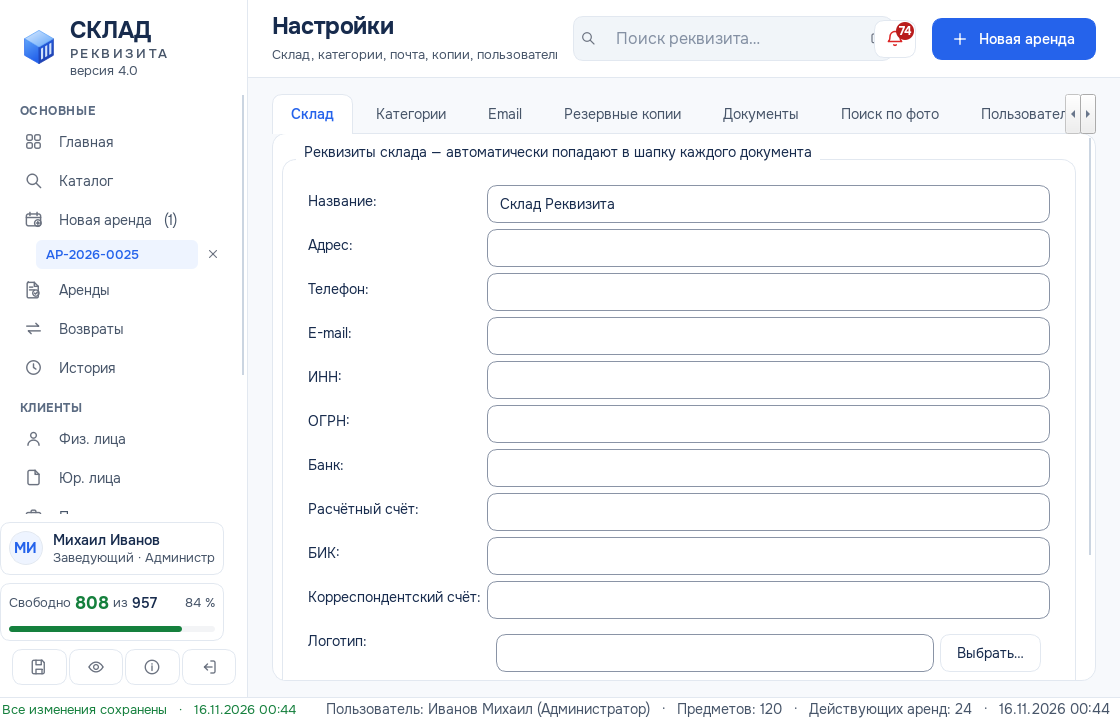 СКЛАД
РЕКВИЗИТА
версия 4.0
ОСНОВНЫЕ
Главная
Каталог
Новая аренда (1)
AP-2026-0025
Аренды
Возвраты
История
КЛИЕНТЫ
Физ. лица
Юр. лица
МИ
Михаил Иванов
Заведующий · Администр
Свободно 808 из 957 84 %
Настройки
Склад, категории, почта, копии, пользователи
Поиск реквизита…
74
Новая аренда
Склад Категории Email Резервные копии Документы Поиск по фото Пользовател
Реквизиты склада — автоматически попадают в шапку каждого документа
Название: Склад Реквизита
Адрес:
Телефон:
E-mail:
ИНН:
ОГРН:
Банк:
Расчётный счёт:
БИК:
Корреспондентский счёт:
Логотип: Выбрать…
Все изменения сохранены · 16.11.2026 00:44 Пользователь: Иванов Михаил (Администратор) · Предметов: 120 · Действующих аренд: 24 · 16.11.2026 00:44